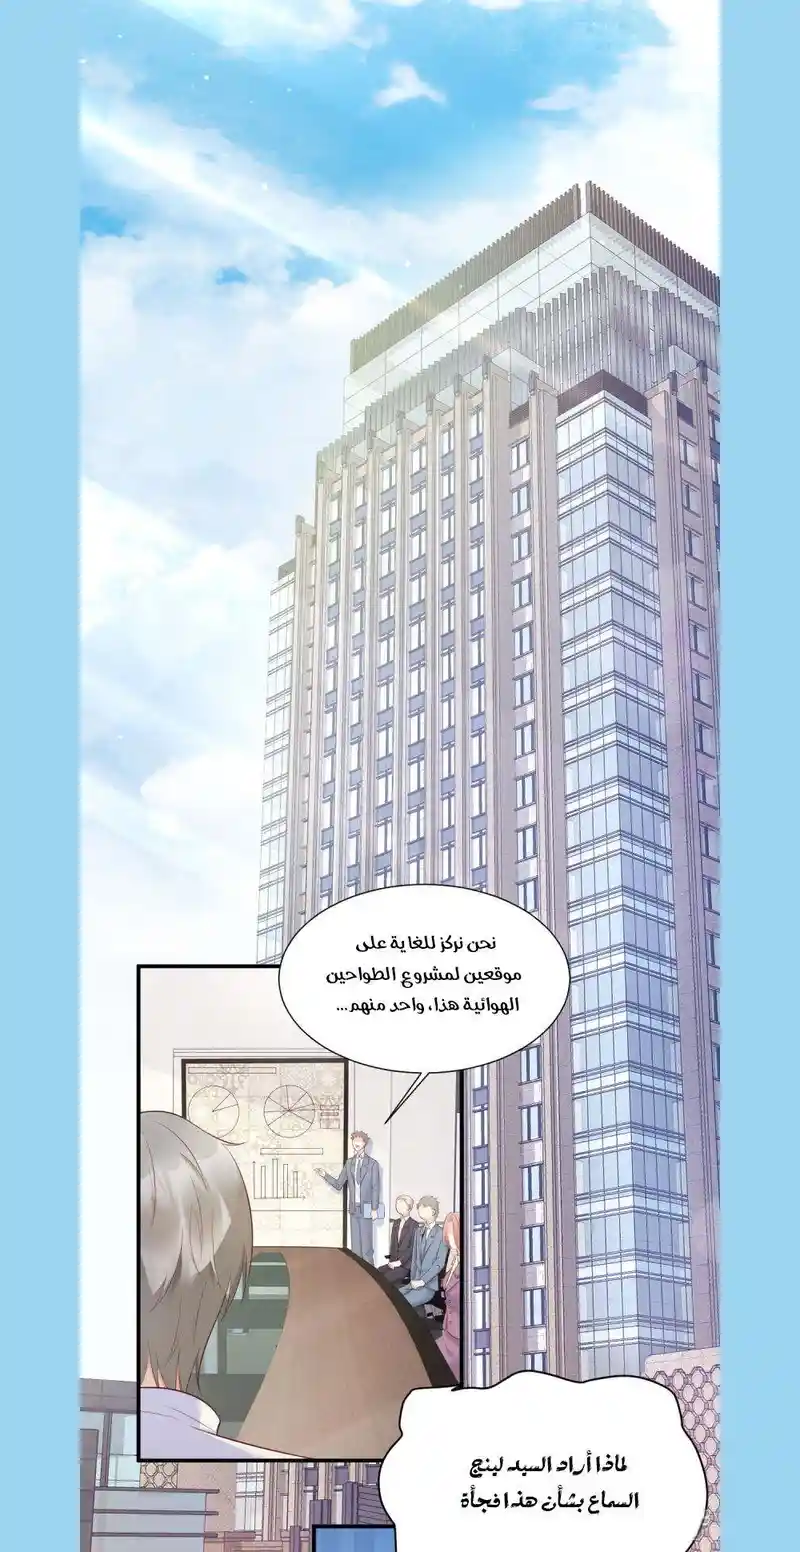 نحن نركز للغاية على
موقعين لمشروع الطواحين
الهوائية هذا، واحد منهم...
لماذا أراد السيد لينج
السماع بشأن هذا فجأة